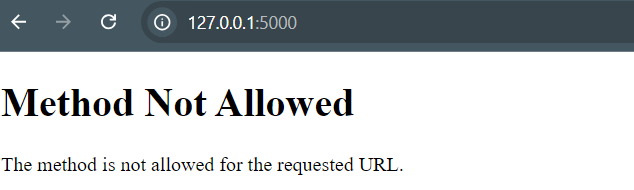 127.0.0.1:5000
Method Not Allowed
The method is not allowed for the requested URL.